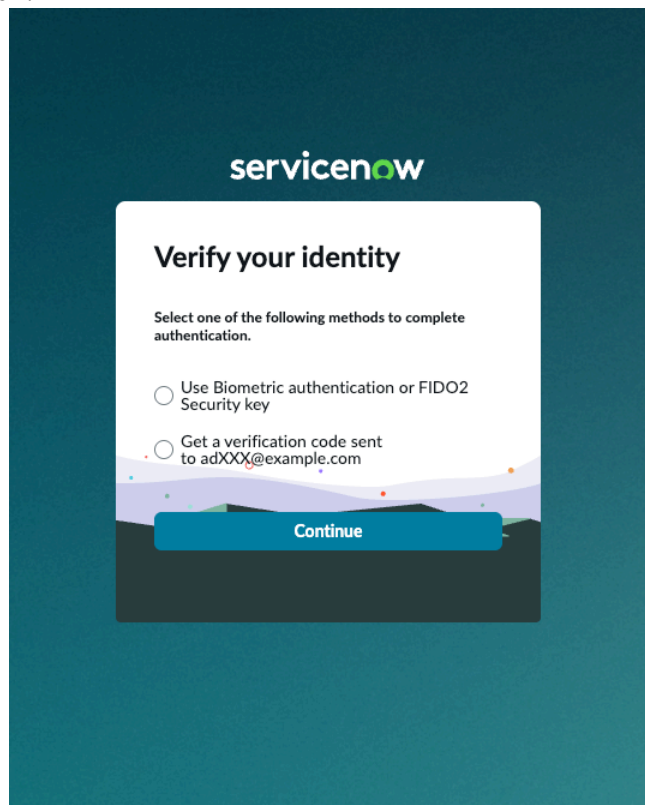 servicenow
Verify your identity
Select one of the following methods to complete
authentication.
Use Biometric authentication or FIDO2
Security key
Get a verification code sent
to adXXX@example.com
Continue